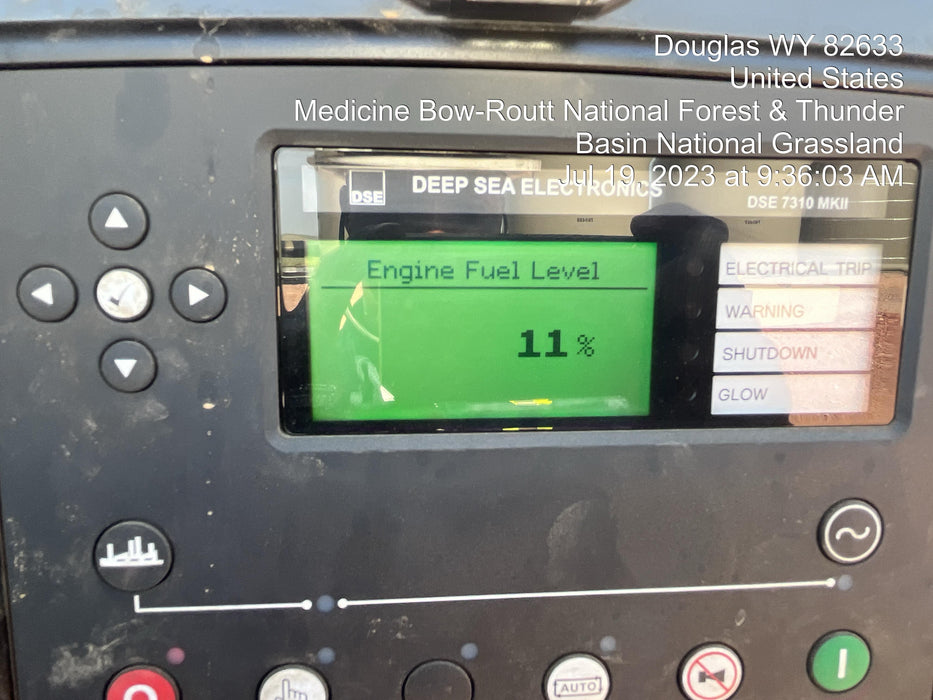 Douglas WY 82633
United States
Medicine Bow-Routt National Forest & Thunder
Basin National Grassland
Jul 19, 2023 at 9:36:03 AM
DSE
DEEP SEA ELECTRONICS
DSE 7310 MKII
Engine Fuel Level
11 %
ELECTRICAL TRIP
WARNING
SHUTDOWN
GLOW
AUTO